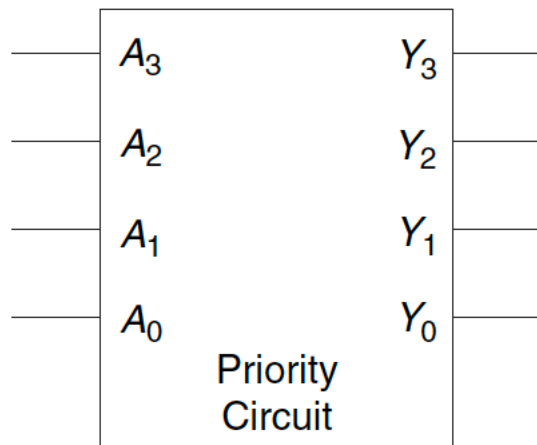 A3 Y3
A2 Y2
A1 Y1
A0 Y0
Priority
Circuit